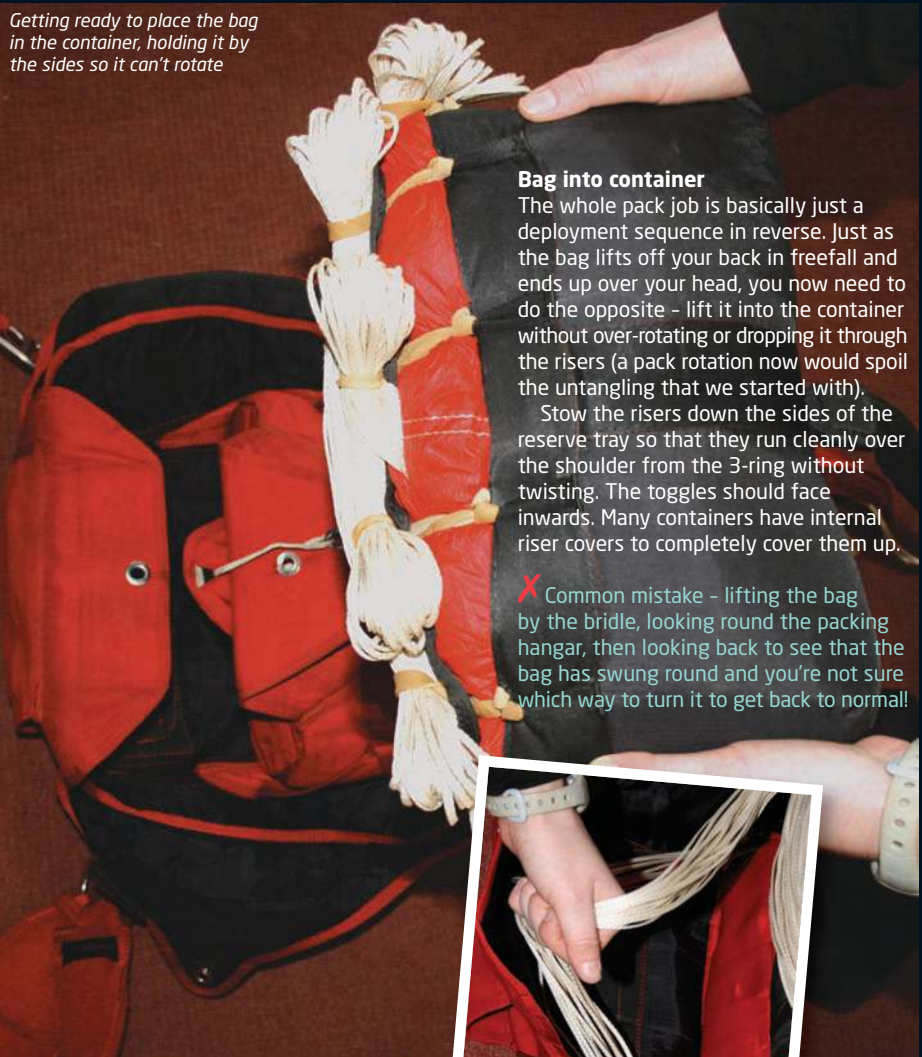 Getting ready to place the bag
in the container, holding it by
the sides so it can't rotate
Bag into container
The whole pack job is basically just a
deployment sequence in reverse. Just as
the bag lifts off your back in freefall and
ends up over your head, you now need to
do the opposite – lift it into the container
without over-rotating or dropping it through
the risers (a pack rotation now would spoil
the untangling that we started with).
Stow the risers down the sides of the
reserve tray so that they run cleanly over
the shoulder from the 3-ring without
twisting. The toggles should face
inwards. Many containers have internal
riser covers to completely cover them up.
✗ Common mistake – lifting the bag
by the bridle, looking round the packing
hangar, then looking back to see that the
bag has swung round and you're not sure
which way to turn it to get back to normal!